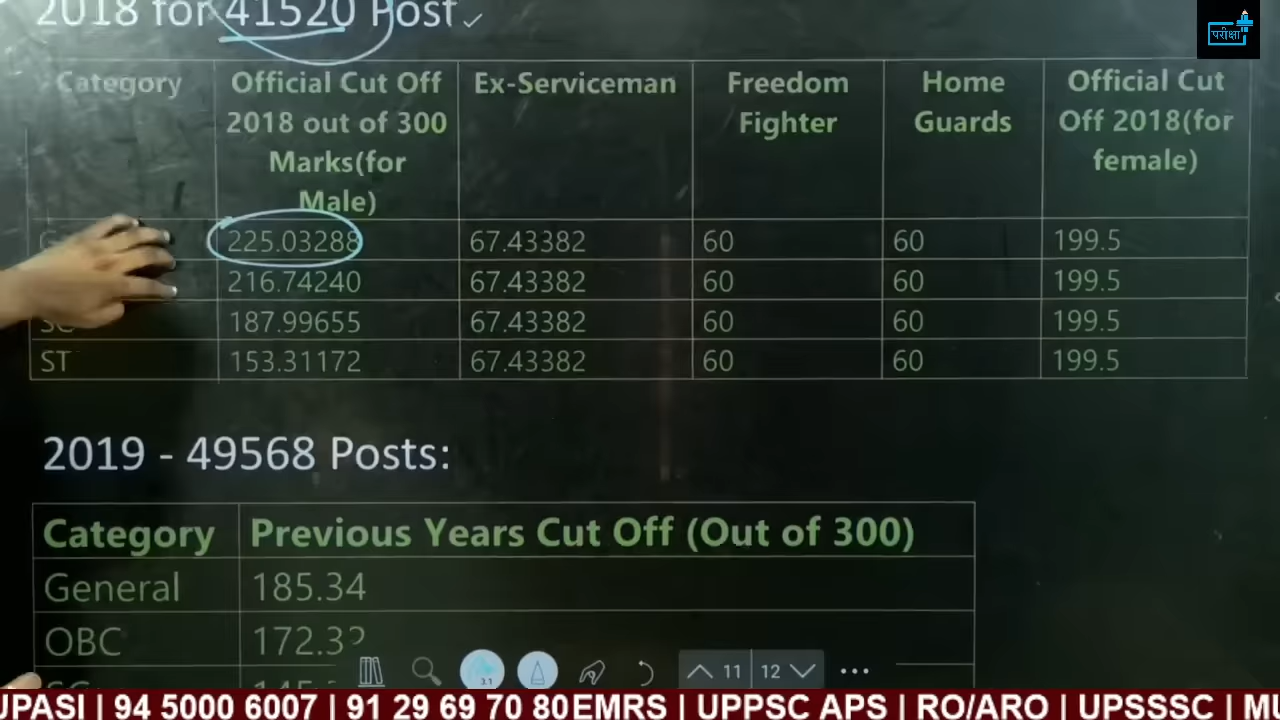 2018 for 41520 Post
परीक्षा
Category | Official Cut Off 2018 out of 300 Marks(for Male) | Ex-Serviceman | Freedom Fighter | Home Guards | Official Cut Off 2018(for female)
225.03288 | 67.43382 | 60 | 60 | 199.5
216.74240 | 67.43382 | 60 | 60 | 199.5
SC | 187.99655 | 67.43382 | 60 | 60 | 199.5
ST | 153.31172 | 67.43382 | 60 | 60 | 199.5
2019 - 49568 Posts:
Category | Previous Years Cut Off (Out of 300)
General | 185.34
OBC | 172.32
11 12
UPASI | 94 5000 6007 | 91 29 69 70 80EMRS | UPPSC APS | RO/ARO | UPSSSC |